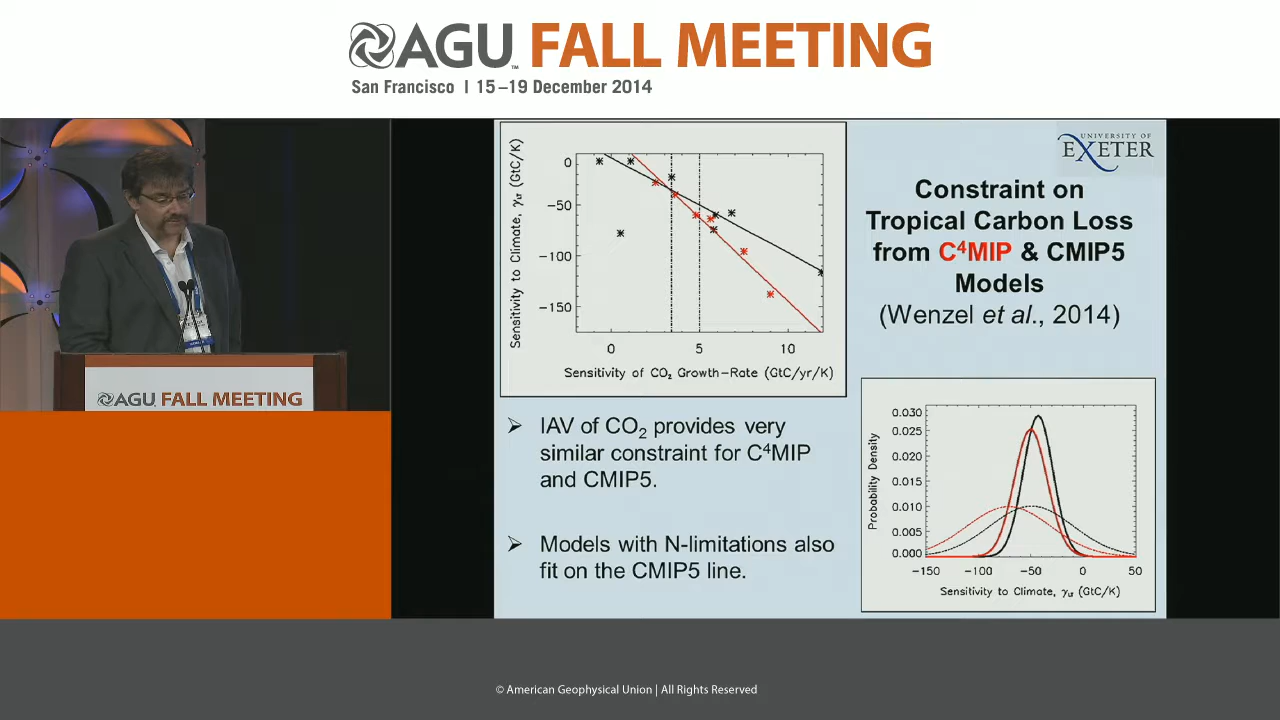 AGU FALL MEETING
San Francisco | 15–19 December 2014
AGU FALL MEETING
Sensitivity to Climate, γLT (GtC/K)
0
−50
−100
−150
0 5 10
Sensitivity of CO₂ Growth−Rate (GtC/yr/K)
UNIVERSITY OF
EXETER
Constraint on
Tropical Carbon Loss
from C⁴MIP & CMIP5
Models
(Wenzel et al., 2014)
➢ IAV of CO₂ provides very
similar constraint for C⁴MIP
and CMIP5.
➢ Models with N-limitations also
fit on the CMIP5 line.
Probability Density
0.030
0.025
0.020
0.015
0.010
0.005
0.000
−150 −100 −50 0 50
Sensitivity to Climate, γLT (GtC/K)
© American Geophysical Union | All Rights Reserved